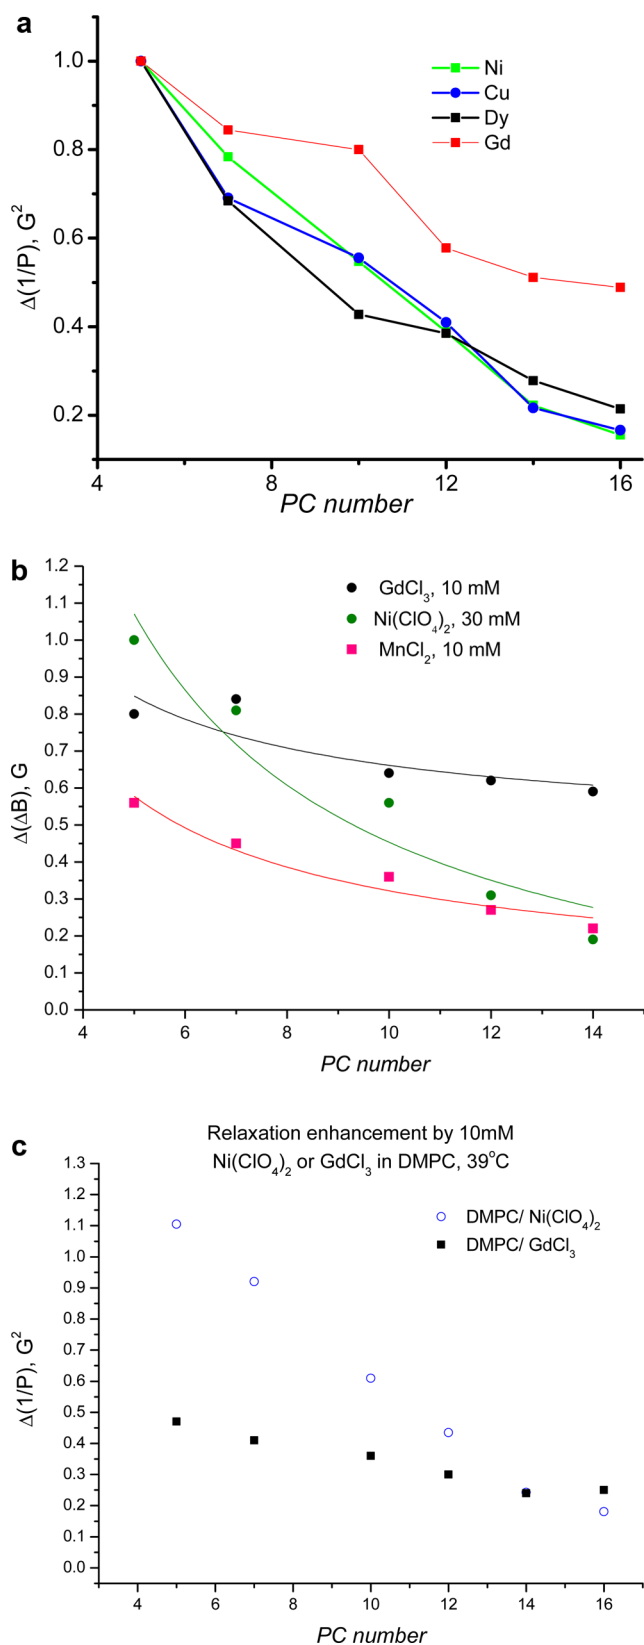 a
Ni
Cu
Dy
Gd
1.0
0.8
0.6
0.4
0.2
Δ(1/P), G²
4 8 12 16
PC number
b
GdCl₃, 10 mM
Ni(ClO₄)₂, 30 mM
MnCl₂, 10 mM
1.2
1.1
1.0
0.9
0.8
0.7
0.6
0.5
0.4
0.3
0.2
0.1
0.0
Δ(ΔB), G
4 6 8 10 12 14
PC number
c
Relaxation enhancement by 10mM
Ni(ClO₄)₂ or GdCl₃ in DMPC, 39°C
DMPC/ Ni(ClO₄)₂
DMPC/ GdCl₃
1.3
1.2
1.1
1.0
0.9
0.8
0.7
0.6
0.5
0.4
0.3
0.2
0.1
0.0
Δ(1/P), G²
4 6 8 10 12 14 16
PC number